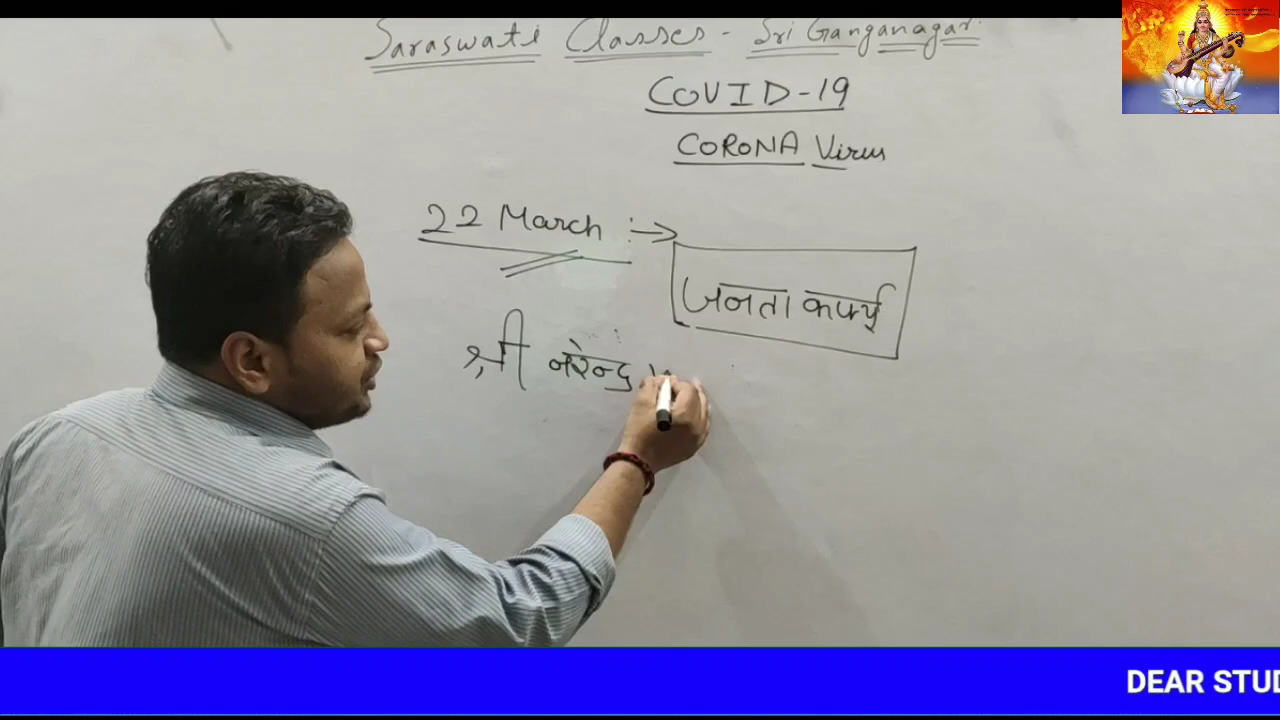 Saraswati Classes - Sri Ganganagar
COVID-19
CORONA Virus
22 March :→
जनता कर्फ्यू
श्री नरेन्द्र
DEAR STUD